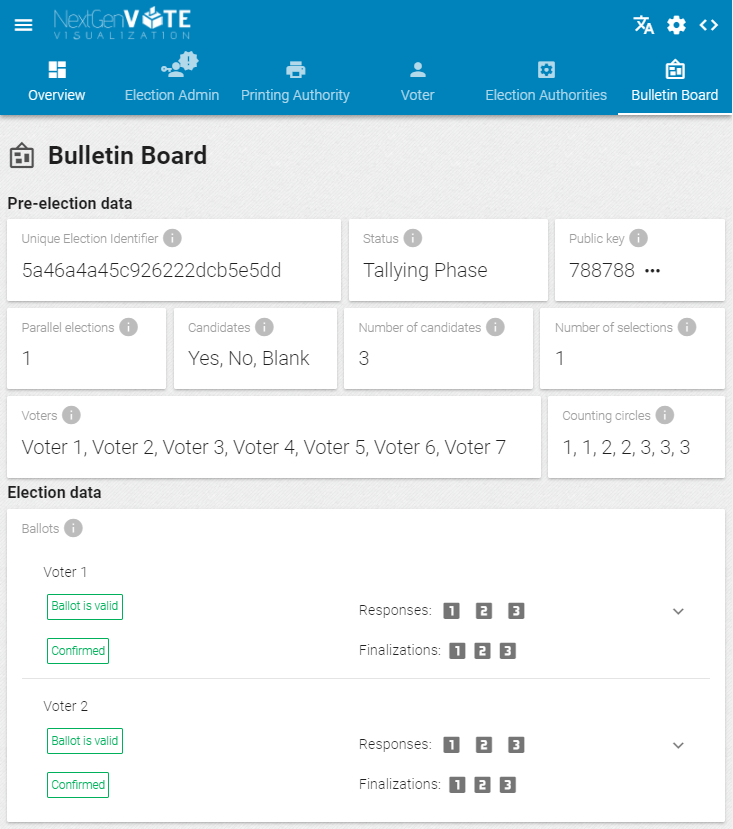 NextGenVOTE
VISUALIZATION
Overview
Election Admin
Printing Authority
Voter
Election Authorities
Bulletin Board
Bulletin Board
Pre-election data
Unique Election Identifier
5a46a4a45c926222dcb5e5dd
Status
Tallying Phase
Public key
788788 •••
Parallel elections
1
Candidates
Yes, No, Blank
Number of candidates
3
Number of selections
1
Voters
Voter 1, Voter 2, Voter 3, Voter 4, Voter 5, Voter 6, Voter 7
Counting circles
1, 1, 2, 2, 3, 3, 3
Election data
Ballots
Voter 1
Ballot is valid
Responses: 1 2 3
Confirmed
Finalizations: 1 2 3
Voter 2
Ballot is valid
Responses: 1 2 3
Confirmed
Finalizations: 1 2 3